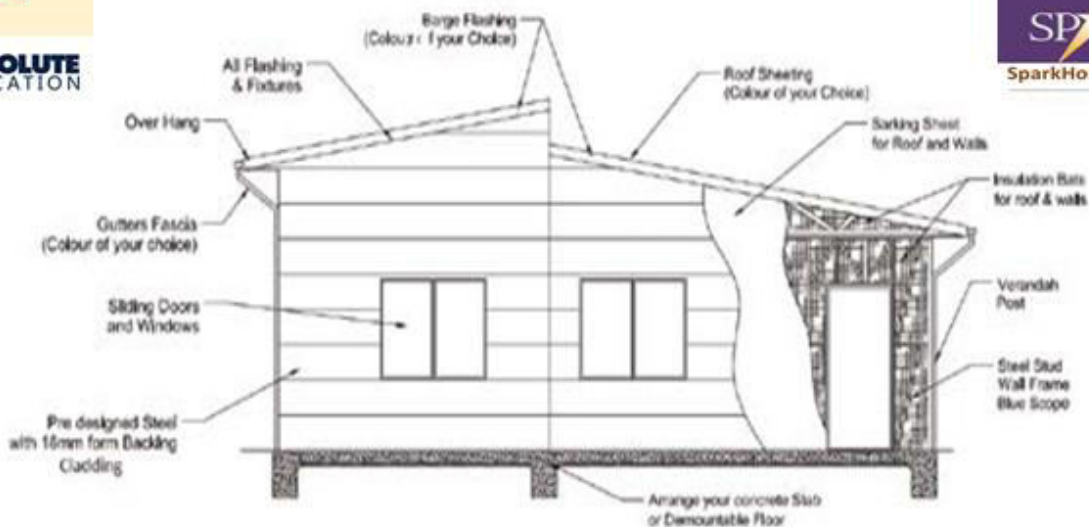 OLUTE
CATION
SP
SparkHo
Barge Flashing
(Colour of your Choice)
All Flashing
& Fixtures
Over Hang
Gutters Fascia
(Colour of your choice)
Sliding Doors
and Windows
Pre designed Steel
with 16mm form Backing
Cladding
Roof Sheeting
(Colour of your Choice)
Sarking Sheet
for Roof and Walls
Insulation Bats
for roof & walls
Verandah
Post
Steel Stud
Wall Frame
Blue Scope
Arrange your concrete Slab
or Demountable Floor